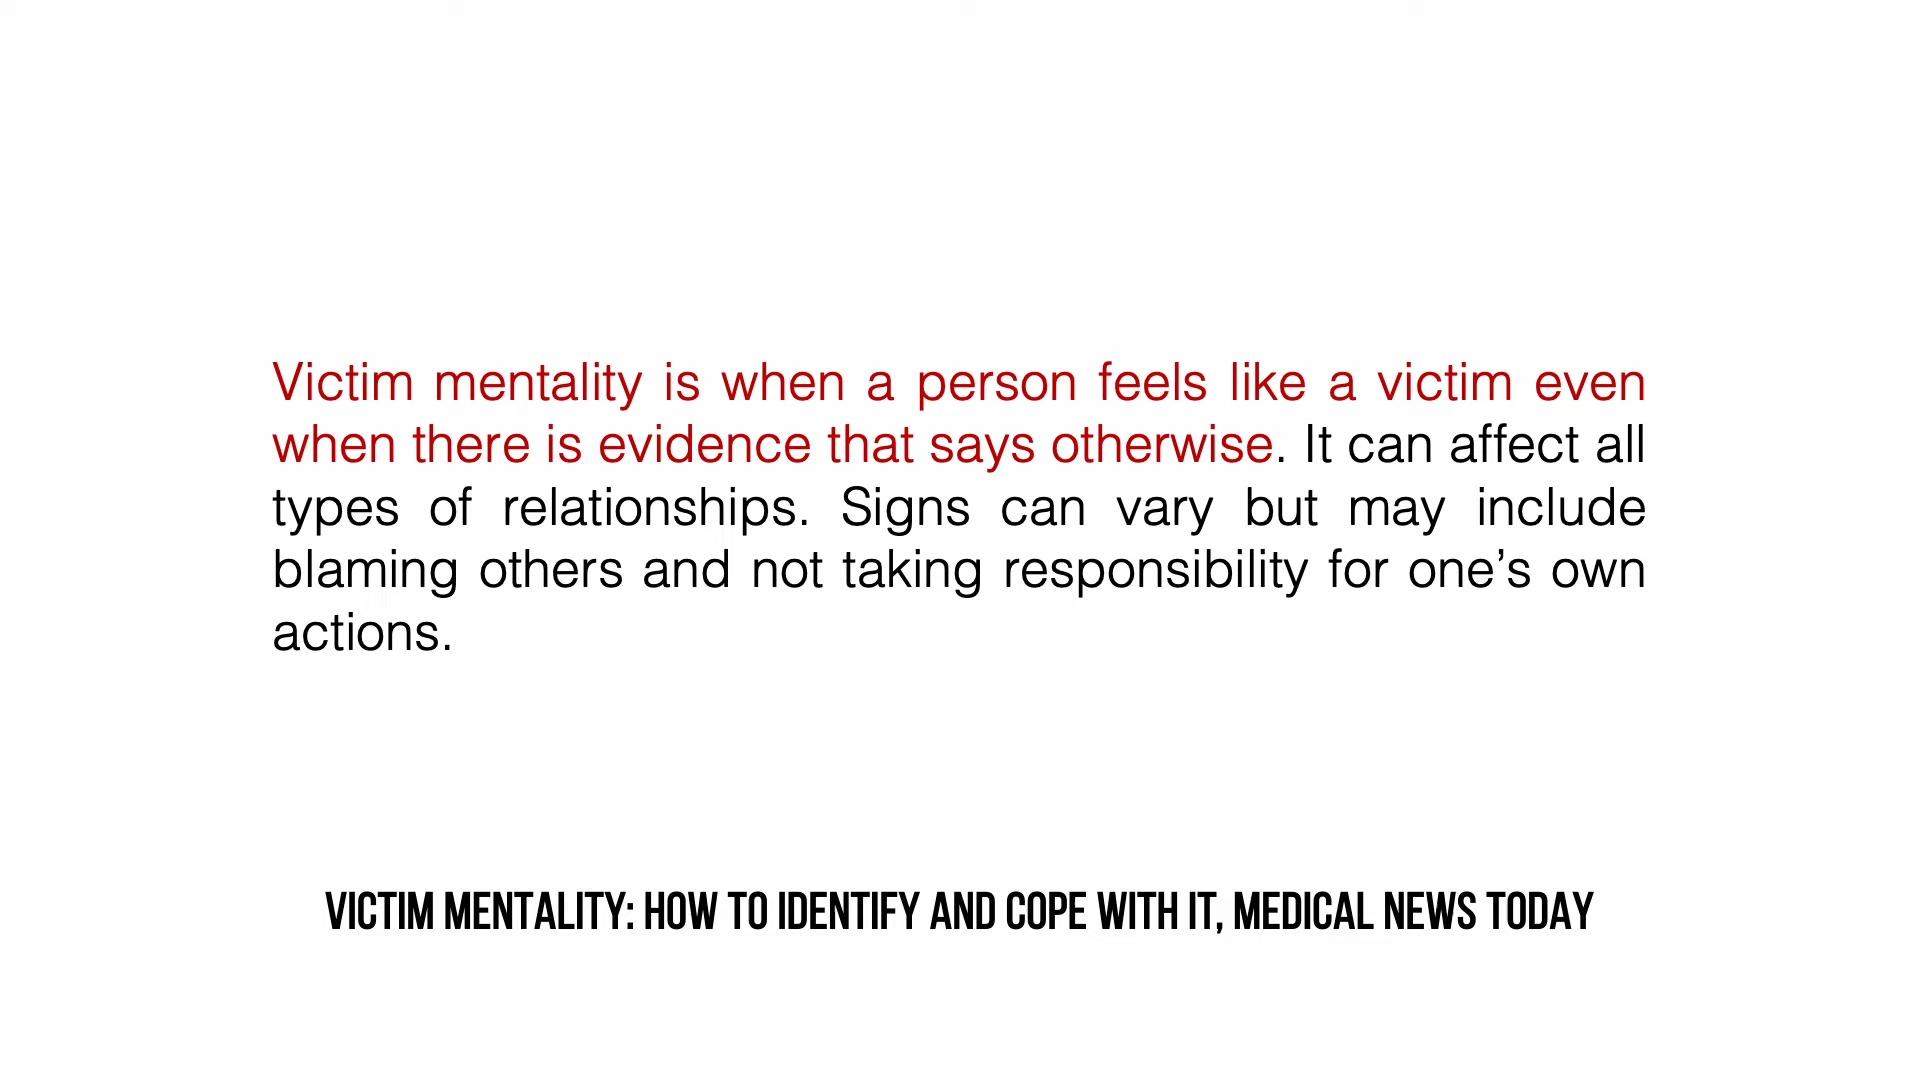 Victim mentality is when a person feels like a victim even
when there is evidence that says otherwise. It can affect all
types of relationships. Signs can vary but may include
blaming others and not taking responsibility for one’s own
actions.
VICTIM MENTALITY: HOW TO IDENTIFY AND COPE WITH IT, MEDICAL NEWS TODAY